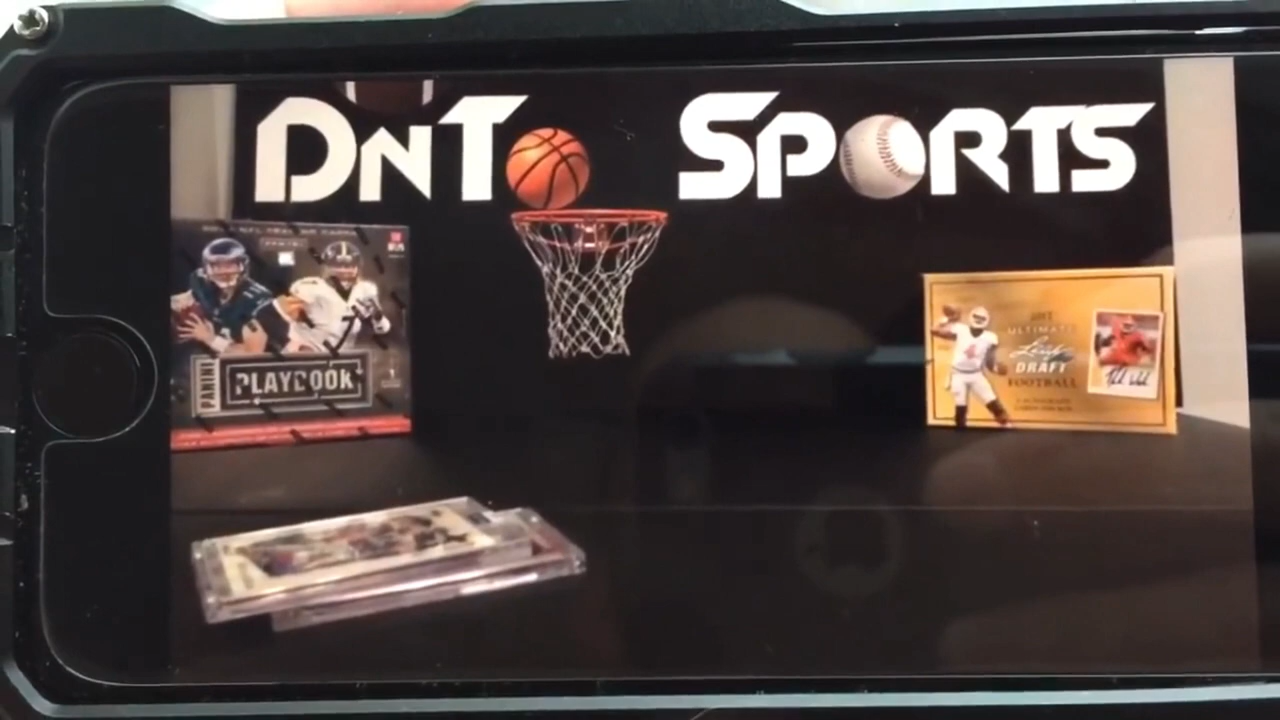 DNT SPORTS
PANINI
PLAYBOOK
ULTIMATE
Leaf
DRAFT
FOOTBALL